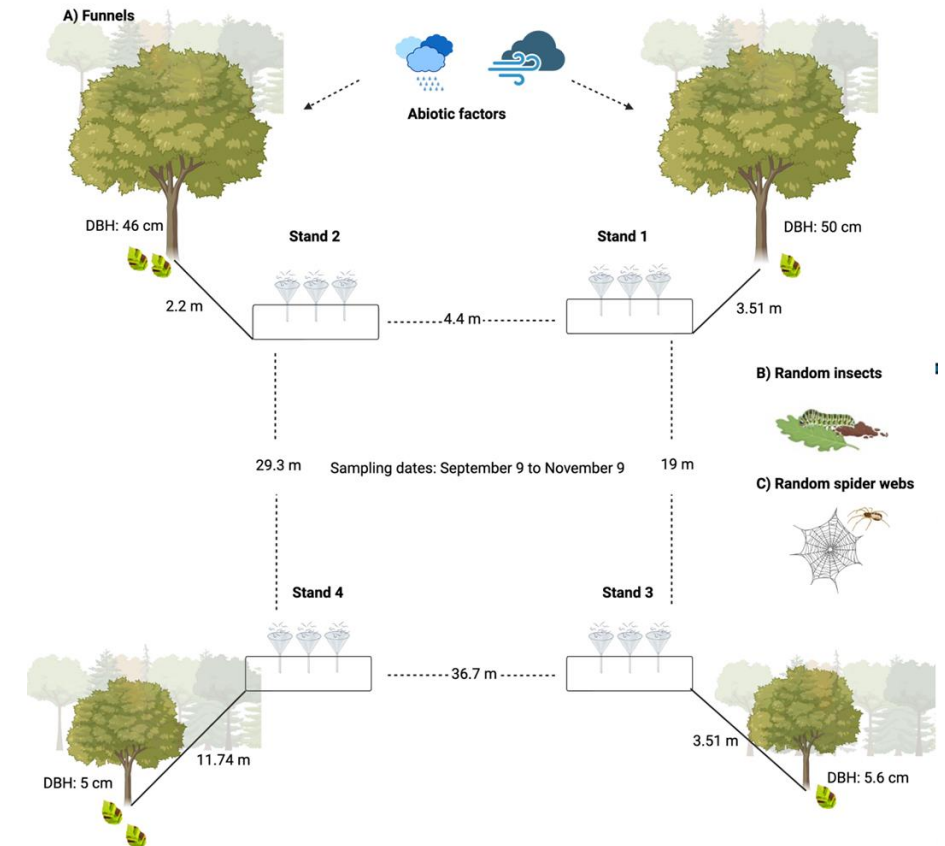 A) Funnels
Abiotic factors
DBH: 46 cm
DBH: 50 cm
Stand 2
Stand 1
2.2 m
4.4 m
3.51 m
B) Random insects
29.3 m
Sampling dates: September 9 to November 9
19 m
C) Random spider webs
Stand 4
Stand 3
36.7 m
11.74 m
3.51 m
DBH: 5 cm
DBH: 5.6 cm